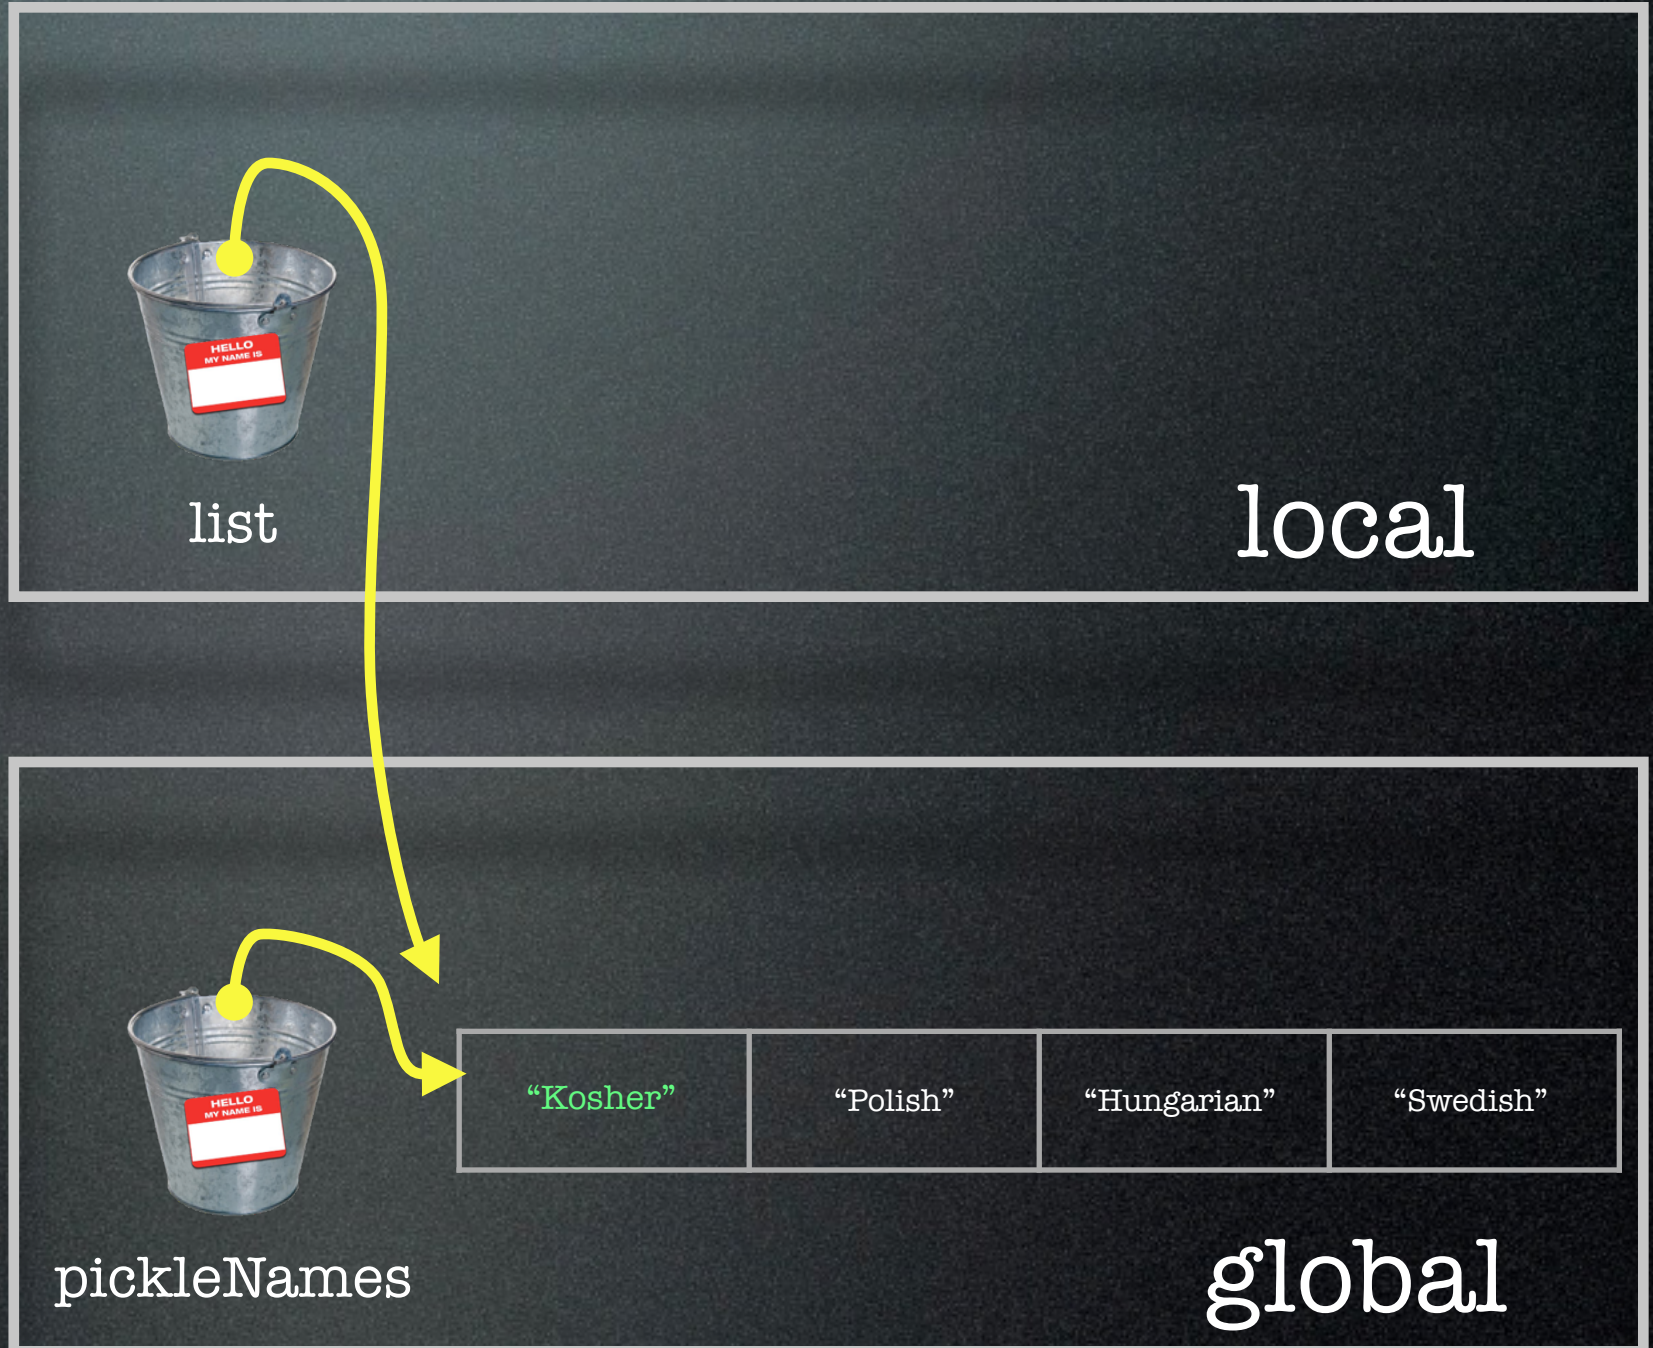 HELLO
MY NAME IS
list
local
HELLO
MY NAME IS
“Kosher” “Polish” “Hungarian” “Swedish”
pickleNames
global